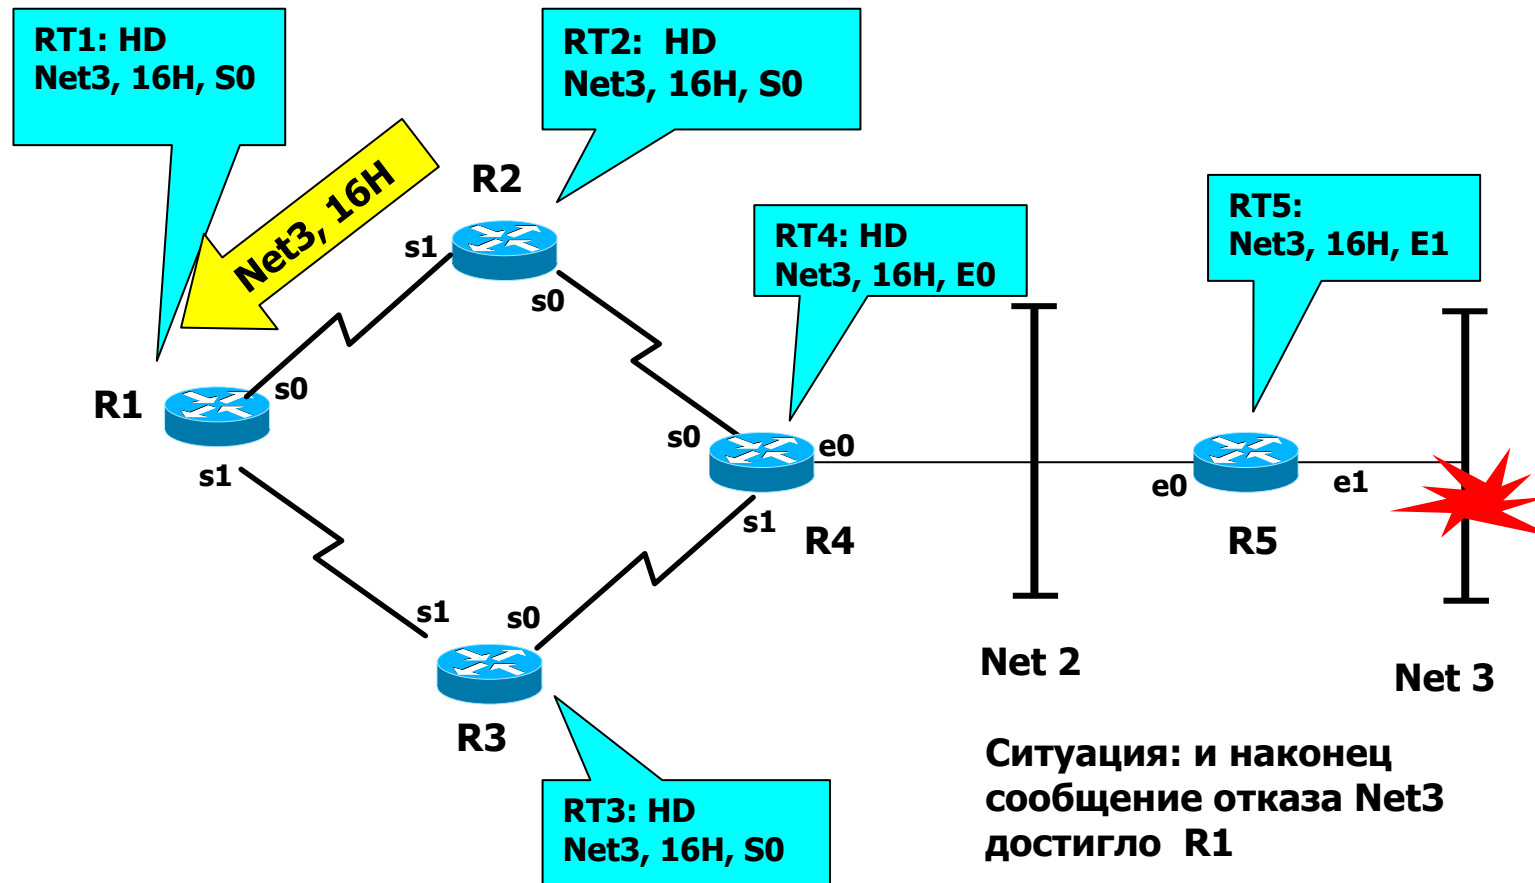 RT1: HD
Net3, 16H, S0
RT2:  HD
Net3, 16H, S0
Net3, 16H
R2
s1
s0
RT4: HD
Net3, 16H, E0
RT5:
Net3, 16H, E1
R1
s0
s1
s0
e0
s1
R4
e0
e1
R5
s1
s0
R3
Net 2
Net 3
RT3: HD
Net3, 16H, S0
Ситуация: и наконец
сообщение отказа Net3
достигло  R1